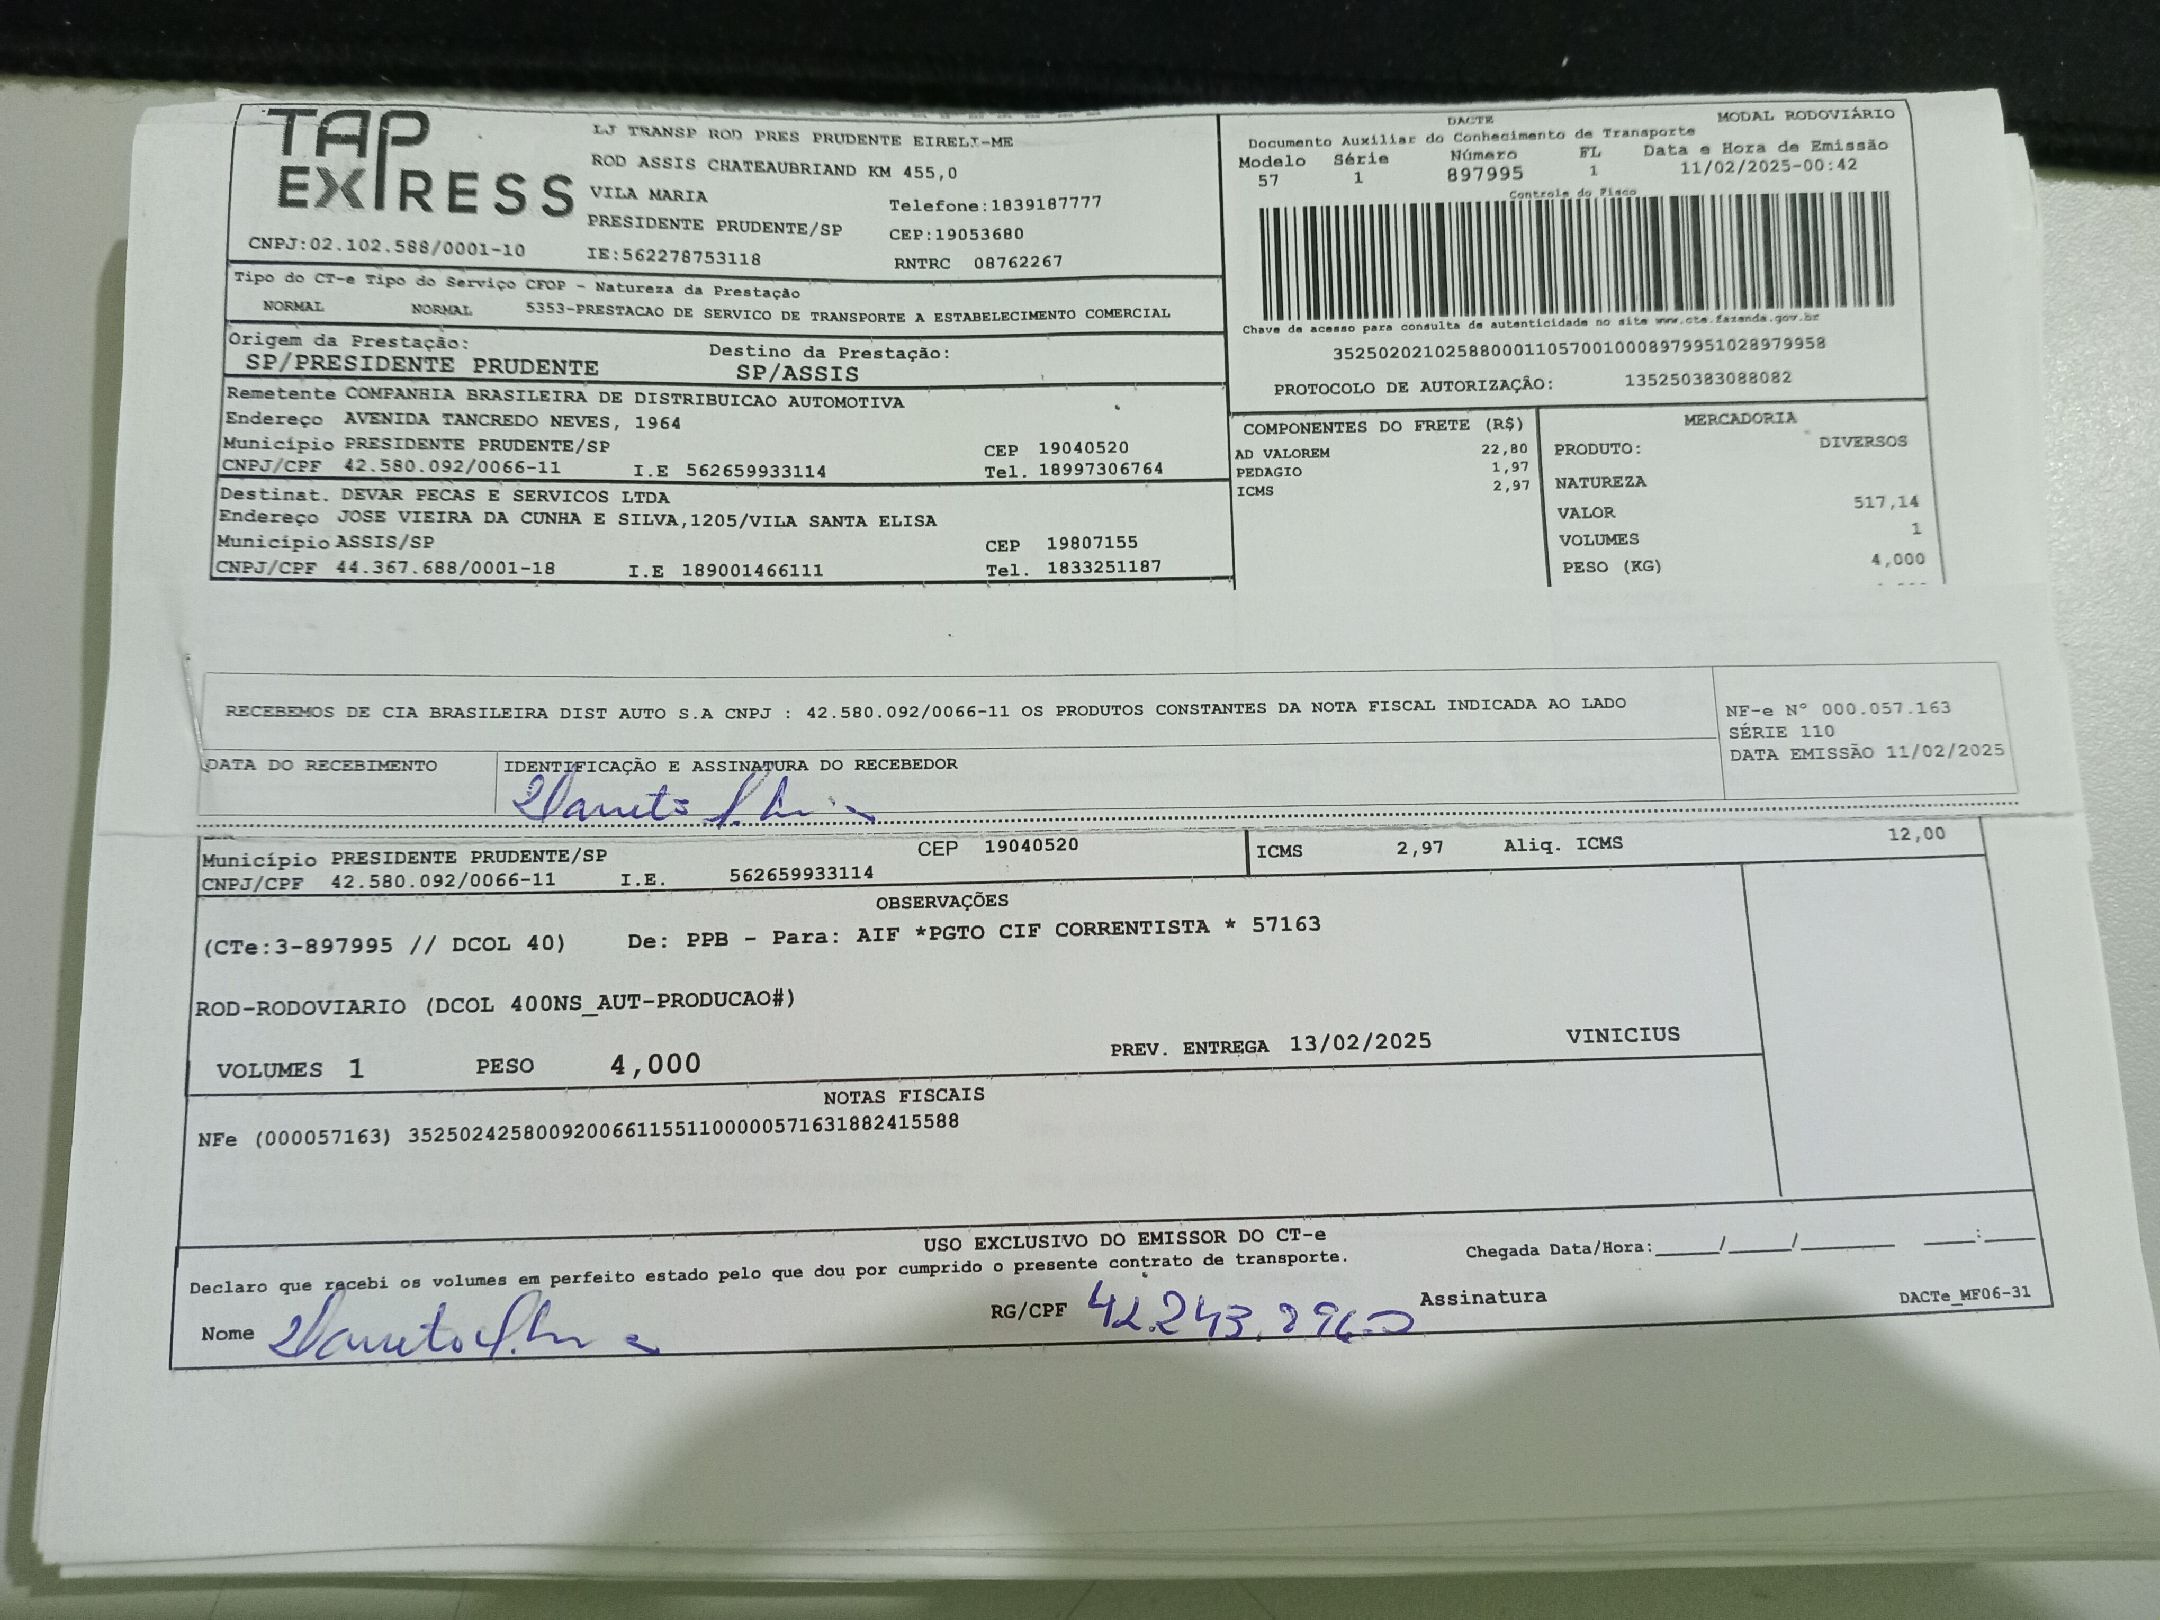 TAP EXPRESS
LJ TRANSP ROD PRES PRUDENTE EIRELI-ME
ROD ASSIS CHATEAUBRIAND KM 455,0
VILA MARIA
Telefone:1839187777
PRESIDENTE PRUDENTE/SP
CEP:19053680
CNPJ:02.102.588/0001-10
IE:562278753118
RNTRC 08762267
DACTE
MODAL RODOVIÁRIO
Documento Auxiliar do Conhecimento de Transporte
Modelo Série Número FL Data e Hora de Emissão
57 1 897995 1 11/02/2025-00:42
Controle do Fisco
Chave de acesso para consulta de autenticidade no site www.cte.fazenda.gov.br
35250202102588000110570010008979951028979958
PROTOCOLO DE AUTORIZAÇÃO: 135250383088082
Tipo do CT-e Tipo do Serviço CFOP - Natureza da Prestação
NORMAL NORMAL 5353-PRESTACAO DE SERVICO DE TRANSPORTE A ESTABELECIMENTO COMERCIAL
Origem da Prestação: Destino da Prestação:
SP/PRESIDENTE PRUDENTE SP/ASSIS
Remetente COMPANHIA BRASILEIRA DE DISTRIBUICAO AUTOMOTIVA
Endereço AVENIDA TANCREDO NEVES, 1964
Município PRESIDENTE PRUDENTE/SP CEP 19040520
CNPJ/CPF 42.580.092/0066-11 I.E 562659933114 Tel. 18997306764
Destinat. DEVAR PECAS E SERVICOS LTDA
Endereço JOSE VIEIRA DA CUNHA E SILVA,1205/VILA SANTA ELISA
Município ASSIS/SP CEP 19807155
CNPJ/CPF 44.367.688/0001-18 I.E 189001466111 Tel. 1833251187
COMPONENTES DO FRETE (R$)
AD VALOREM 22,80
PEDAGIO 1,97
ICMS 2,97
MERCADORIA
PRODUTO: DIVERSOS
NATUREZA
VALOR 517,14
VOLUMES 1
PESO (KG) 4,000
RECEBEMOS DE CIA BRASILEIRA DIST AUTO S.A CNPJ : 42.580.092/0066-11 OS PRODUTOS CONSTANTES DA NOTA FISCAL INDICADA AO LADO
NF-e Nº 000.057.163
SÉRIE 110
DATA EMISSÃO 11/02/2025
DATA DO RECEBIMENTO
IDENTIFICAÇÃO E ASSINATURA DO RECEBEDOR
Município PRESIDENTE PRUDENTE/SP CEP 19040520
CNPJ/CPF 42.580.092/0066-11 I.E. 562659933114
ICMS 2,97 Aliq. ICMS 12,00
OBSERVAÇÕES
(CTe:3-897995 // DCOL 40) De: PPB - Para: AIF *PGTO CIF CORRENTISTA * 57163
ROD-RODOVIARIO (DCOL 400NS_AUT-PRODUCAO#)
VOLUMES 1 PESO 4,000 PREV. ENTREGA 13/02/2025 VINICIUS
NOTAS FISCAIS
NFe (000057163) 35250242580092006611551100000571631882415588
USO EXCLUSIVO DO EMISSOR DO CT-e
Declaro que recebi os volumes em perfeito estado pelo que dou por cumprido o presente contrato de transporte.
Chegada Data/Hora:_____/_____/________ ____:____
Nome
RG/CPF
Assinatura
DACTe_MF06-31